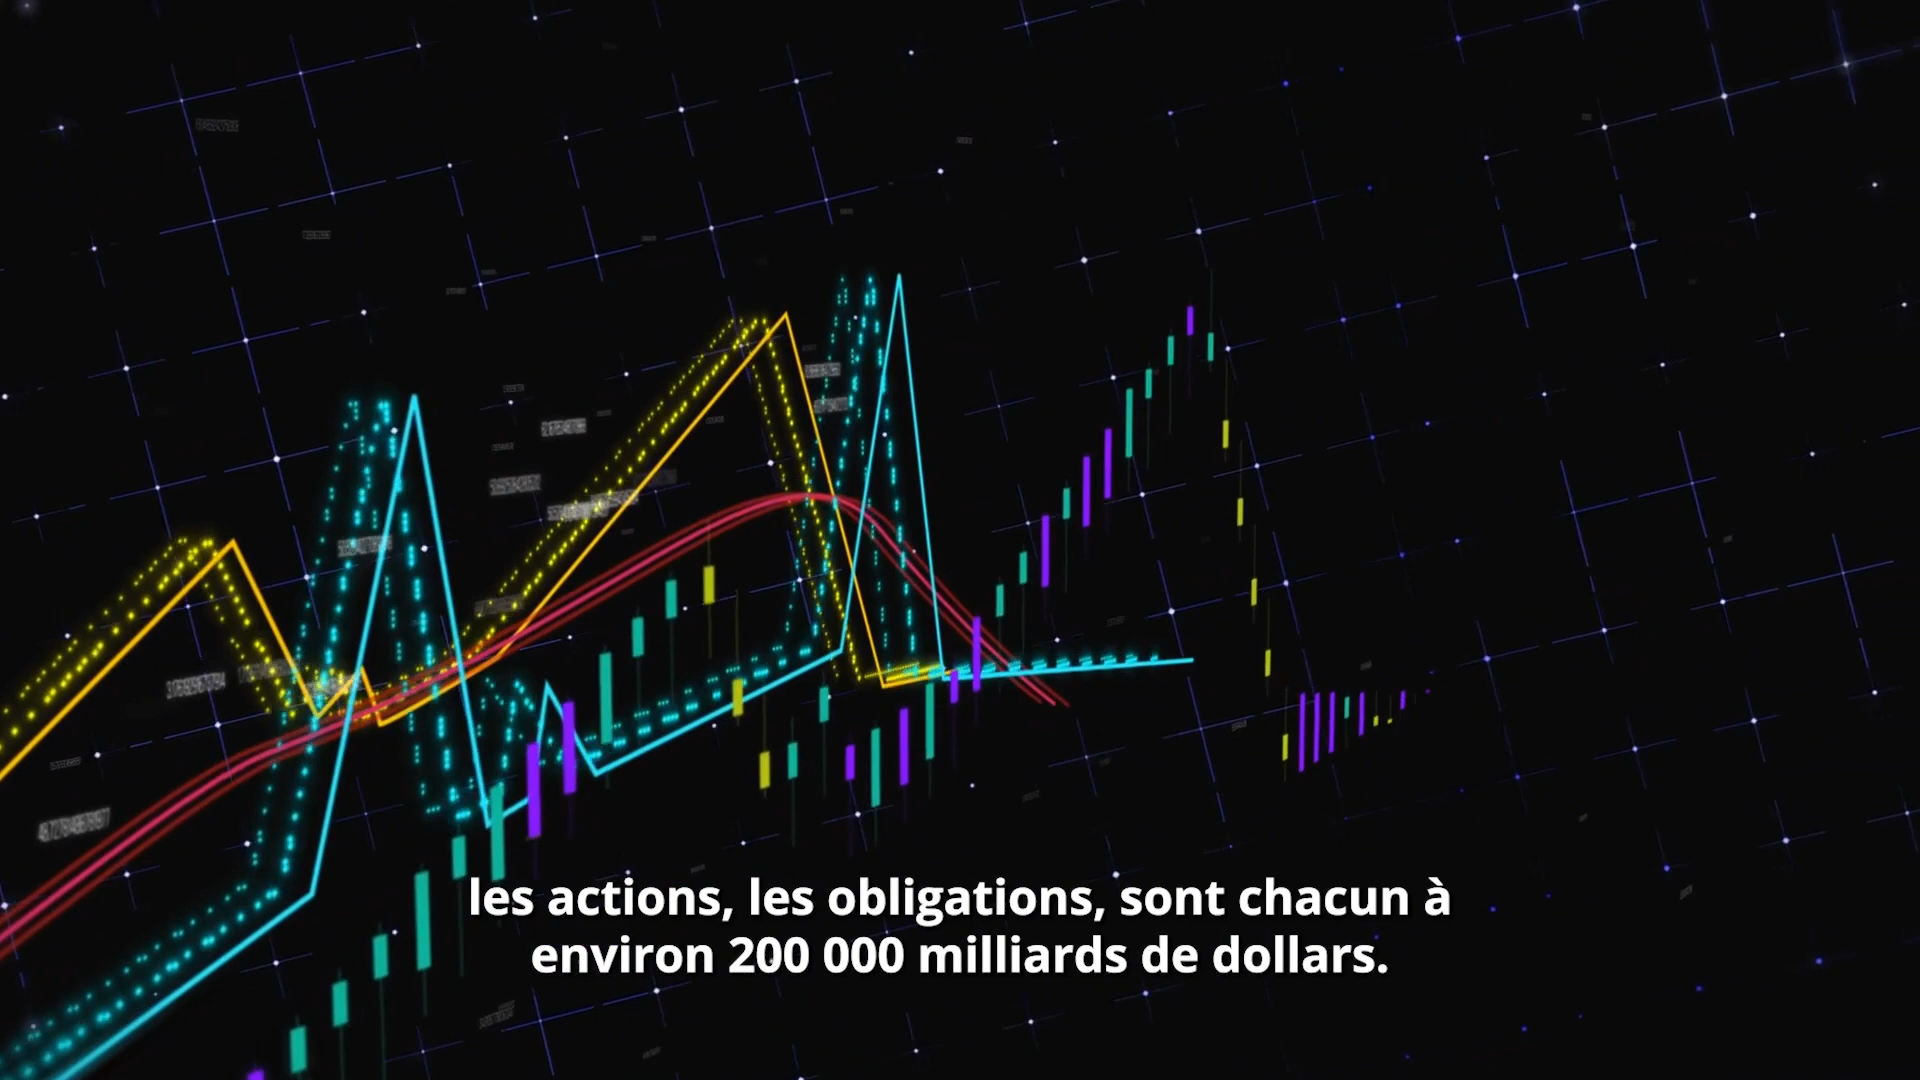 les actions, les obligations, sont chacun à
environ 200 000 milliards de dollars.